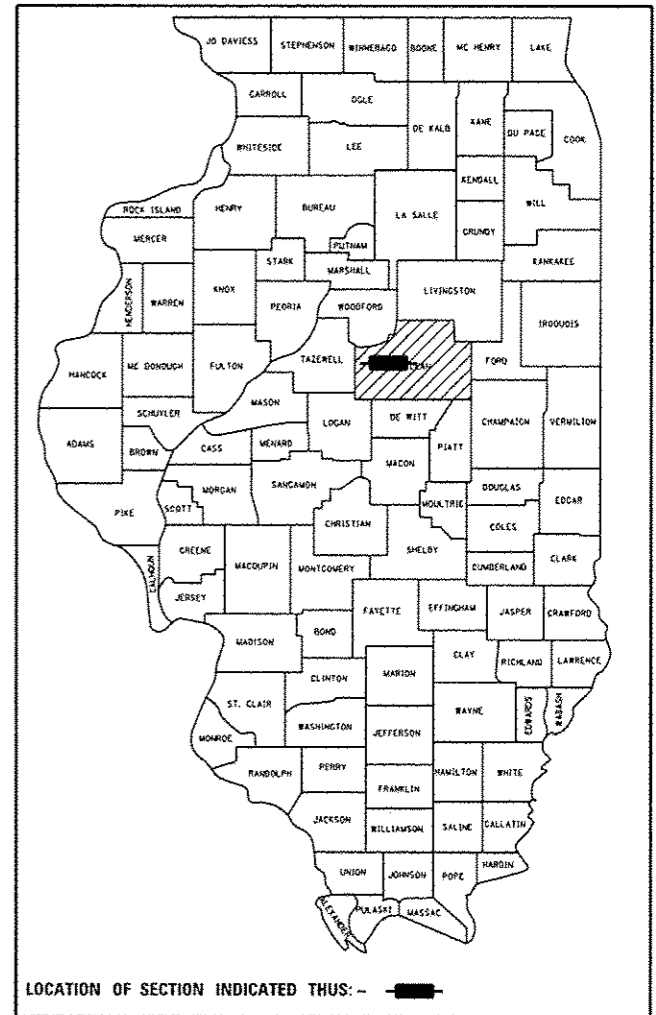 JO DAVIESS STEPHENSON WINNEBAGO BOONE MC HENRY LAKE
CARROLL OGLE DE KALB KANE DU PAGE COOK
WHITESIDE LEE KENDALL WILL
ROCK ISLAND HENRY BUREAU LA SALLE GRUNDY
MERCER PUTNAM KANKAKEE
STARK MARSHALL
HENDERSON WARREN KNOX PEORIA WOODFORD LIVINGSTON IROQUOIS
HANCOCK MC DONOUGH FULTON TAZEWELL FORD
SCHUYLER MASON LOGAN DE WITT CHAMPAIGN VERMILION
ADAMS BROWN CASS MENARD MACON PIATT
PIKE SCOTT MORGAN SANGAMON MOULTRIE DOUGLAS EDGAR
CHRISTIAN COLES
CALHOUN GREENE MACOUPIN MONTGOMERY SHELBY CUMBERLAND CLARK
JERSEY FAYETTE EFFINGHAM JASPER CRAWFORD
MADISON BOND CLAY RICHLAND LAWRENCE
CLINTON MARION
ST. CLAIR WASHINGTON JEFFERSON WAYNE EDWARDS WABASH
MONROE
RANDOLPH PERRY HAMILTON WHITE
FRANKLIN
JACKSON WILLIAMSON SALINE GALLATIN
UNION JOHNSON POPE HARDIN
ALEXANDER PULASKI MASSAC
LOCATION OF SECTION INDICATED THUS: -